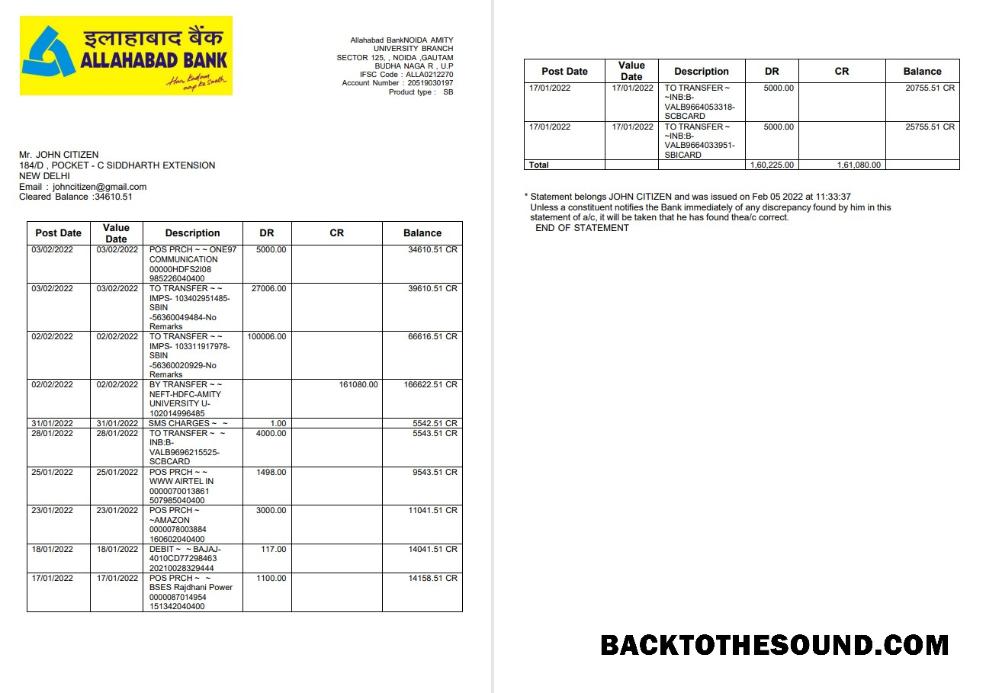 इलाहाबाद बैंक
ALLAHABAD BANK
Allahabad BankNOIDA AMITY
UNIVERSITY BRANCH
SECTOR 125, , NOIDA ,GAUTAM
BUDHA NAGA R , U.P
IFSC Code : ALLA0212270
Account Number : 20519030197
Product type : SB
Mr. JOHN CITIZEN
184/D , POCKET - C SIDDHARTH EXTENSION
NEW DELHI
Email : johncitizen@gmail.com
Cleared Balance :34610.51
Post Date Value Date Description DR CR Balance
03/02/2022 03/02/2022 POS PRCH ~ ~ ONE97 5000.00 34610.51 CR
COMMUNICATION
00000HDFS2I08
985226040400
03/02/2022 03/02/2022 TO TRANSFER ~ ~ 27006.00 39610.51 CR
IMPS- 103402951485-
SBIN
-56360049484-No
Remarks
02/02/2022 02/02/2022 TO TRANSFER ~ ~ 100006.00 66616.51 CR
IMPS- 103311917978-
SBIN
-56360020929-No
Remarks
02/02/2022 02/02/2022 BY TRANSFER ~ ~ 161080.00 166622.51 CR
NEFT-HDFC-AMITY
UNIVERSITY U-
102014996485
31/01/2022 31/01/2022 SMS CHARGES ~ ~ 1.00 5542.51 CR
28/01/2022 28/01/2022 TO TRANSFER ~ ~ 4000.00 5543.51 CR
INB:B-
VALB9696215525-
SCBCARD
25/01/2022 25/01/2022 POS PRCH ~ ~ 1498.00 9543.51 CR
WWW AIRTEL IN
0000070013861
507985040400
23/01/2022 23/01/2022 POS PRCH ~ 3000.00 11041.51 CR
~AMAZON
0000078003884
160602040400
18/01/2022 18/01/2022 DEBIT ~ ~ BAJAJ- 117.00 14041.51 CR
4010CD77298463
20210028329444
17/01/2022 17/01/2022 POS PRCH ~ ~ 1100.00 14158.51 CR
BSES Rajdhani Power
0000087014954
151342040400
Post Date Value Date Description DR CR Balance
17/01/2022 17/01/2022 TO TRANSFER ~ 5000.00 20755.51 CR
~INB:B-
VALB9664053318-
SCBCARD
17/01/2022 17/01/2022 TO TRANSFER ~ 5000.00 25755.51 CR
~INB:B-
VALB9664033951-
SBICARD
Total 1,60,225.00 1,61,080.00
* Statement belongs JOHN CITIZEN and was issued on Feb 05 2022 at 11:33:37
Unless a constituent notifies the Bank immediately of any discrepancy found by him in this
statement of a/c, it will be taken that he has found thea/c correct.
END OF STATEMENT
BACKTOTHESOUND.COM